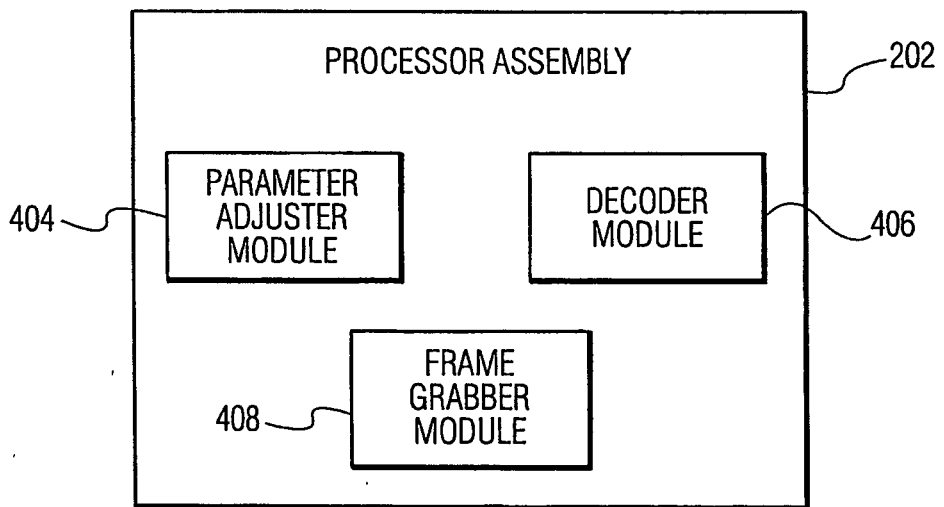 PROCESSOR ASSEMBLY
202
PARAMETER
ADJUSTER
MODULE
404
DECODER
MODULE
406
FRAME
GRABBER
MODULE
408